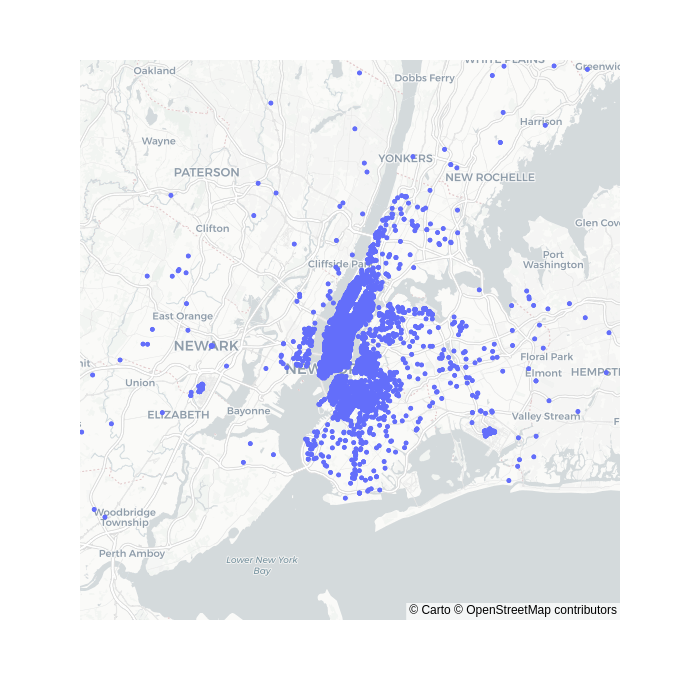 WHITE PLAINS
Greenwic
Oakland
Dobbs Ferry
Harrison
Wayne
YONKERS
PATERSON
NEW ROCHELLE
Glen Cov
Clifton
Port
Washington
Cliffside Pa
East Orange
NEWARK
Floral Park
NEW
nit
Elmont
HEMPST
Union
Bayonne
ELIZABETH
Valley Stream
F
Woodbridge
Township
Perth Amboy
Lower New York
Bay
© Carto © OpenStreetMap contributors